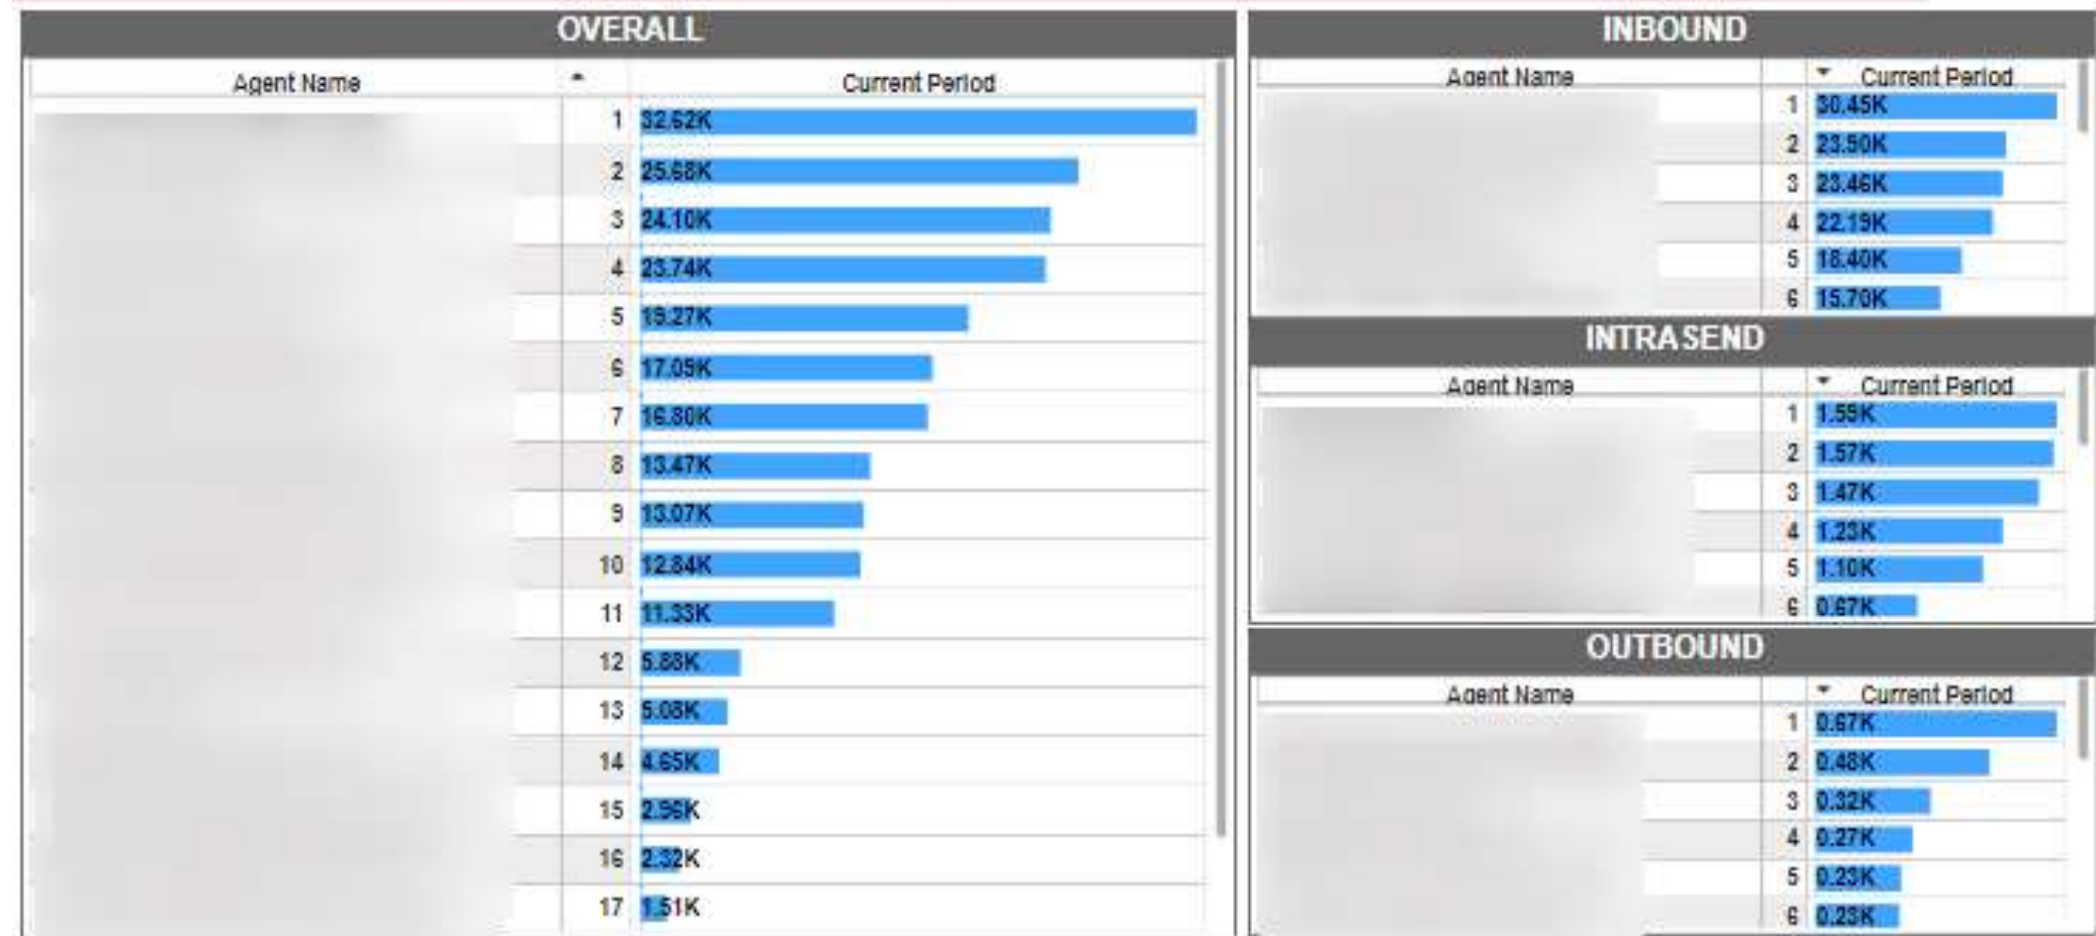 OVERALL
Agent Name Current Period
1 32.62K
2 25.68K
3 24.10K
4 23.74K
5 19.27K
6 17.09K
7 16.80K
8 13.47K
9 13.07K
10 12.84K
11 11.33K
12 5.88K
13 5.08K
14 4.65K
15 2.96K
16 2.32K
17 1.51K
INBOUND
Agent Name Current Period
1 30.45K
2 23.90K
3 23.46K
4 22.19K
5 18.40K
6 15.70K
INTRASEND
Agent Name Current Period
1 1.59K
2 1.57K
3 1.47K
4 1.23K
5 1.10K
6 0.67K
OUTBOUND
Agent Name Current Period
1 0.67K
2 0.48K
3 0.32K
4 0.27K
5 0.23K
6 0.23K